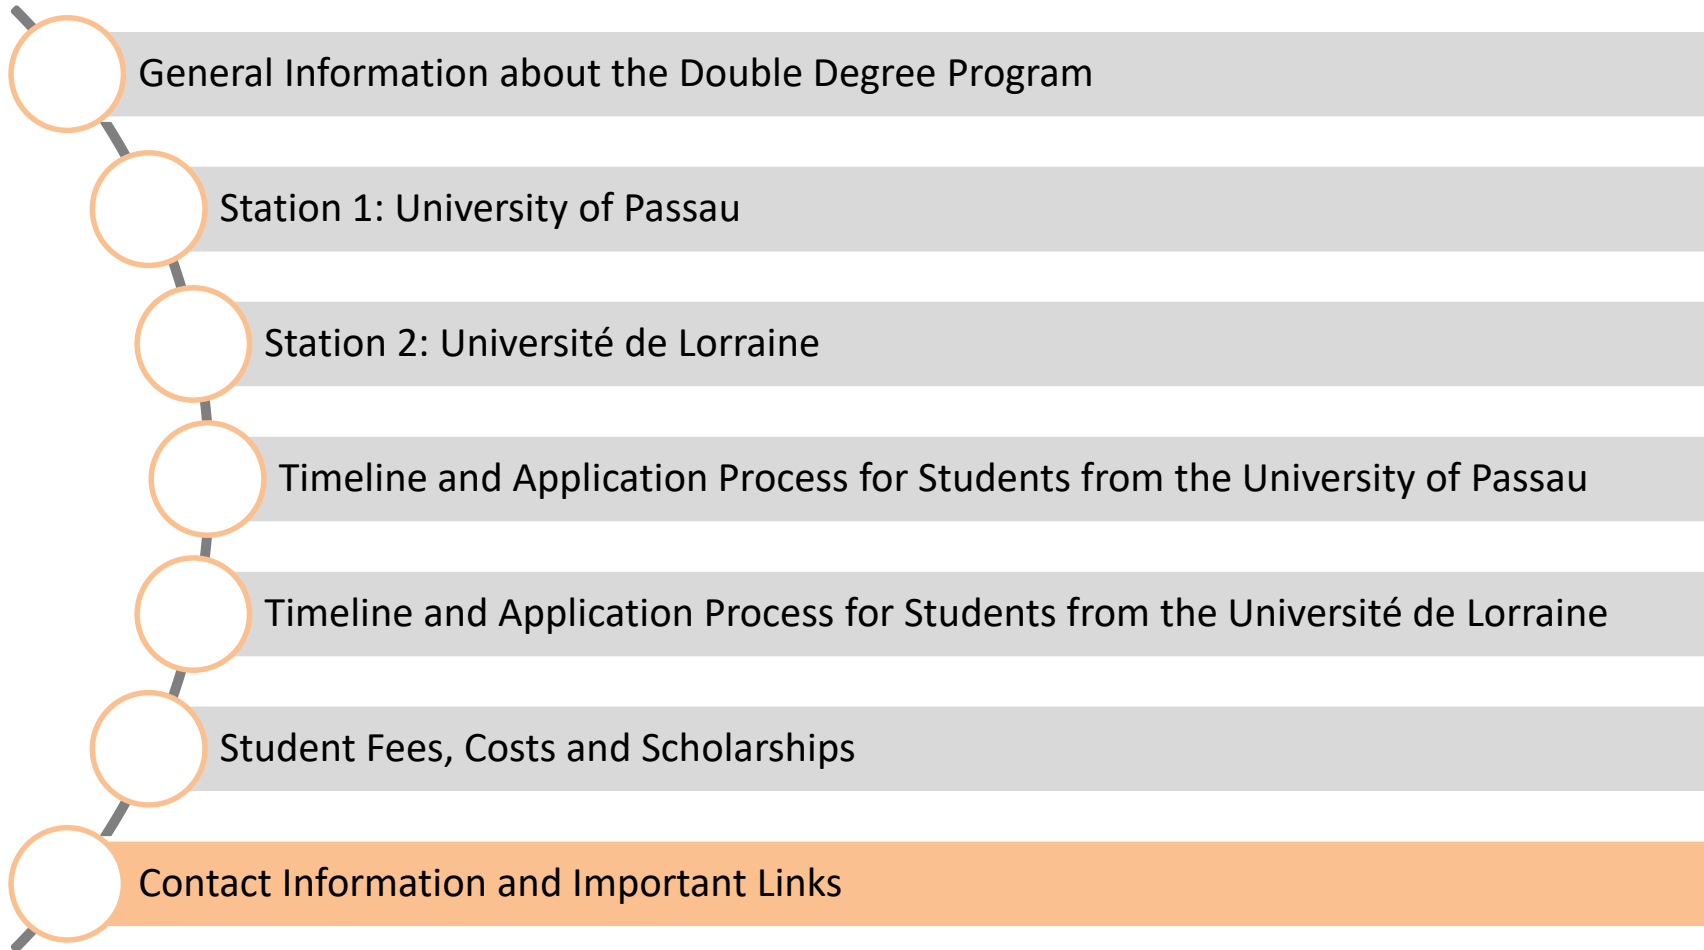 General Information about the Double Degree Program
Station 1: University of Passau
Station 2: Université de Lorraine
Timeline and Application Process for Students from the University of Passau
Timeline and Application Process for Students from the Université de Lorraine
Student Fees, Costs and Scholarships
Contact Information and Important Links